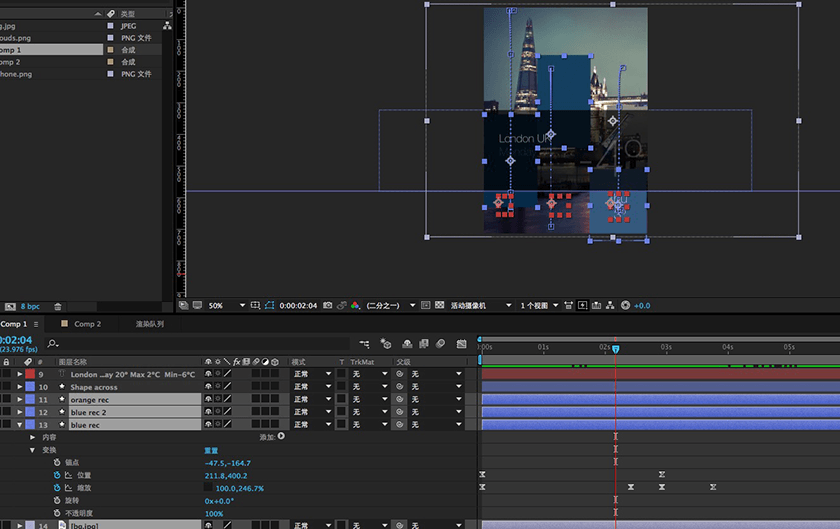 类型
g.jpg JPEG
ouds.png PNG 文件
omp 1 合成
omp 2 合成
hone.png PNG 文件
London UK
8 bpc
50% 0:00:02:04 (二分之一) 活动摄像机 1 个视图 +0.0
Comp 1 Comp 2 渲染队列
0:02:04
(23.976 fps)
# 图层名称 模式 T TrkMat 父级
:00s 02s 03s 04s 05s
9 London ...ay 20° Max 2°C Min-6°C 正常 无 无
10 Shape across 正常 无 无
11 orange rec 正常 无 无
12 blue rec 2 正常 无 无
11 blue rec 正常 无 无
内容 添加:
变换 重置
锚点 -47.5,-164.7
位置 211.8,400.2
缩放 100.0,246.7%
旋转 0x+0.0°
不透明度 100%
14 [bg.jpg] 正常 无 无